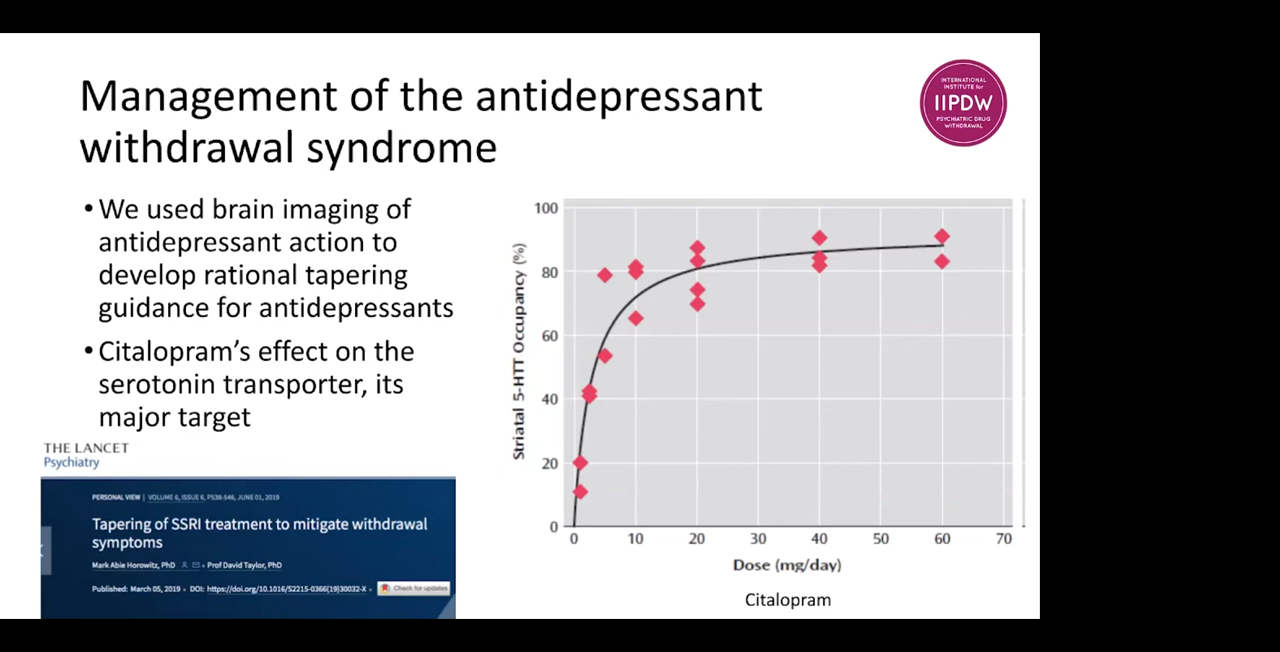 Management of the antidepressant
withdrawal syndrome
INTERNATIONAL
INSTITUTE for
IIPDW
PSYCHIATRIC DRUG
WITHDRAWAL
• We used brain imaging of
antidepressant action to
develop rational tapering
guidance for antidepressants
• Citalopram’s effect on the
serotonin transporter, its
major target
THE LANCET
Psychiatry
PERSONAL VIEW | VOLUME 6, ISSUE 6, P538-546, JUNE 01, 2019
Tapering of SSRI treatment to mitigate withdrawal
symptoms
Mark Abie Horowitz, PhD • Prof David Taylor, PhD
Published: March 05, 2019 • DOI: https://doi.org/10.1016/S2215-0366(19)30032-X •
Check for updates
Striatal 5-HTT Occupancy (%)
100
80
60
40
20
0
0 10 20 30 40 50 60 70
Dose (mg/day)
Citalopram